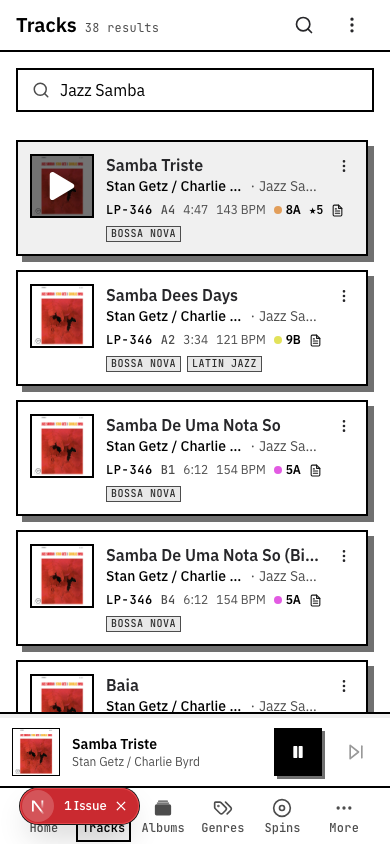 Tracks 38 results
Jazz Samba
Samba Triste
Stan Getz / Charlie ... · Jazz Sa...
LP-346 A4 4:47 143 BPM 8A ★5
BOSSA NOVA
Samba Dees Days
Stan Getz / Charlie ... · Jazz Sa...
LP-346 A2 3:34 121 BPM 9B
BOSSA NOVA LATIN JAZZ
Samba De Uma Nota So
Stan Getz / Charlie ... · Jazz Sa...
LP-346 B1 6:12 154 BPM 5A
BOSSA NOVA
Samba De Uma Nota So (Bi...
Stan Getz / Charlie ... · Jazz Sa...
LP-346 B4 6:12 154 BPM 5A
BOSSA NOVA
Baia
Stan Getz / Charlie ... · Jazz Sa...
Samba Triste
Stan Getz / Charlie Byrd
N 1 Issue
Home Tracks Albums Genres Spins More